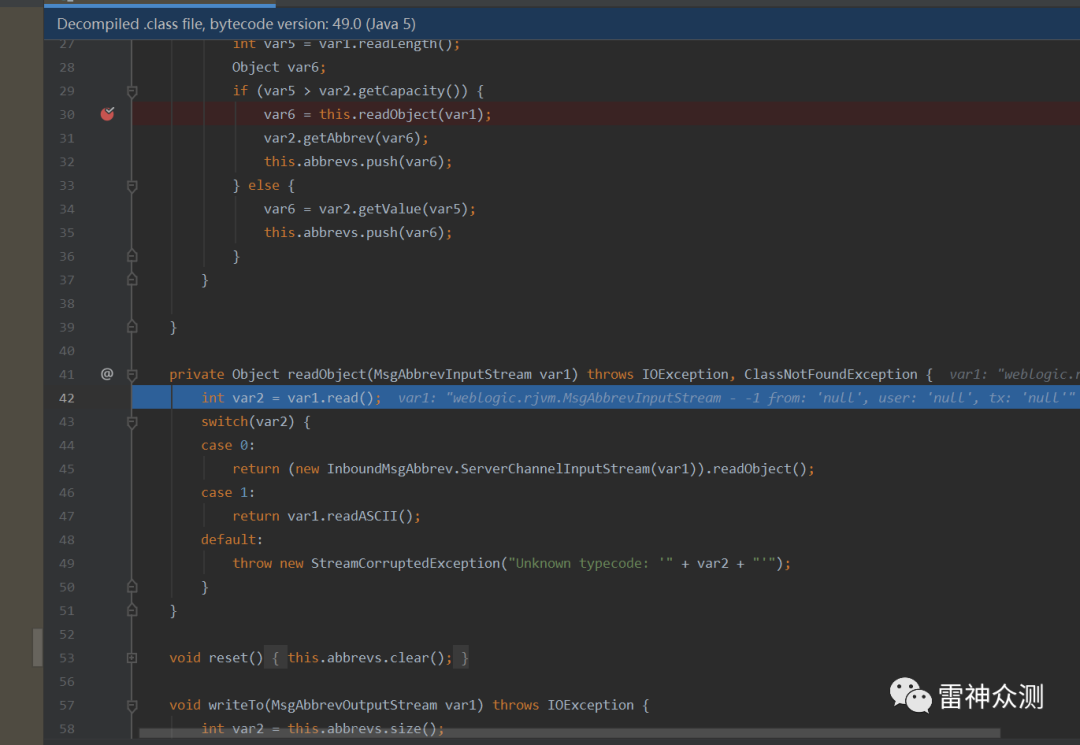 Decompiled .class file, bytecode version: 49.0 (Java 5)
27 int var5 = var1.readLength();
28 Object var6;
29 if (var5 > var2.getCapacity()) {
30 var6 = this.readObject(var1);
31 var2.getAbbrev(var6);
32 this.abbrevs.push(var6);
33 } else {
34 var6 = var2.getValue(var5);
35 this.abbrevs.push(var6);
36 }
37 }
38
39 }
40
41 @ private Object readObject(MsgAbbrevInputStream var1) throws IOException, ClassNotFoundException { var1: "weblogic.r
42 int var2 = var1.read(); var1: "weblogic.rjvm.MsgAbbrevInputStream - -1 from: 'null', user: 'null', tx: 'null'"
43 switch(var2) {
44 case 0:
45 return (new InboundMsgAbbrev.ServerChannelInputStream(var1)).readObject();
46 case 1:
47 return var1.readASCII();
48 default:
49 throw new StreamCorruptedException("Unknown typecode: '" + var2 + "'");
50 }
51 }
52
53 void reset() { this.abbrevs.clear(); }
56
57 void writeTo(MsgAbbrevOutputStream var1) throws IOException {
58 int var2 = this.abbrevs.size();
雷神众测